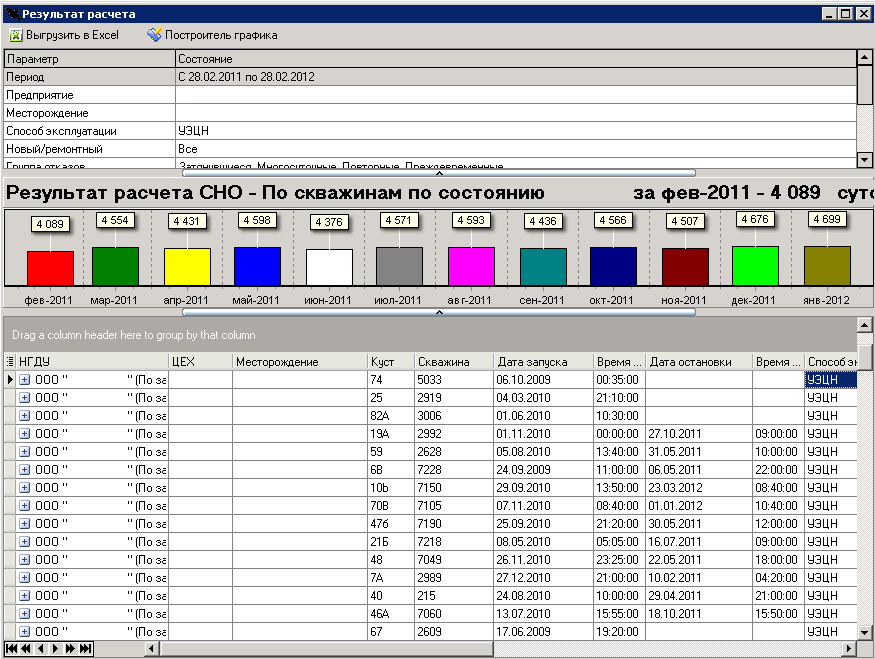 Результат расчета
Выгрузить в Excel Построитель графика
Параметр Состояние
Период С 28.02.2011 по 28.02.2012
Предприятие
Месторождение
Способ эксплуатации УЭЦН
Новый/ремонтный Все
Группа отказов Затянувшиеся, Многосуточные, Повторные, Преждевременные
Результат расчета СНО - По скважинам по состоянию за фев-2011 - 4 089 суто
4 089 4 554 4 431 4 598 4 376 4 571 4 593 4 436 4 566 4 507 4 676 4 699
фев-2011 мар-2011 апр-2011 май-2011 июн-2011 июл-2011 авг-2011 сен-2011 окт-2011 ноя-2011 дек-2011 янв-2012
Drag a column header here to group by that column
НГДУ ЦЕХ Месторождение Куст Скважина Дата запуска Время ... Дата остановки Время ... Способ эк
ООО " " (По за 74 5033 06.10.2009 00:35:00 УЭЦН
ООО " " (По за 25 2919 04.03.2010 21:10:00 УЭЦН
ООО " " (По за 82А 3006 01.06.2010 10:30:00 УЭЦН
ООО " " (По за 19А 2992 01.11.2010 00:00:00 27.10.2011 09:00:00 УЭЦН
ООО " " (По за 59 2628 05.08.2010 13:40:00 31.05.2011 10:00:00 УЭЦН
ООО " " (По за 6В 7228 24.09.2009 11:00:00 06.05.2011 22:00:00 УЭЦН
ООО " " (По за 10b 7150 29.09.2010 13:50:00 23.03.2012 08:40:00 УЭЦН
ООО " " (По за 70В 7105 07.11.2010 08:40:00 01.01.2012 10:40:00 УЭЦН
ООО " " (По за 47б 7190 25.09.2010 21:20:00 30.05.2011 12:00:00 УЭЦН
ООО " " (По за 21Б 7218 08.05.2010 05:05:00 16.07.2011 09:00:00 УЭЦН
ООО " " (По за 48 7049 26.11.2010 23:25:00 22.05.2011 18:00:00 УЭЦН
ООО " " (По за 7А 2989 27.12.2010 21:00:00 10.02.2011 04:20:00 УЭЦН
ООО " " (По за 40 215 24.08.2010 10:00:00 29.04.2011 21:00:00 УЭЦН
ООО " " (По за 46А 7060 13.07.2010 15:55:00 18.10.2011 15:50:00 УЭЦН
ООО " " (По за 67 2609 17.06.2009 19:20:00 УЭЦН